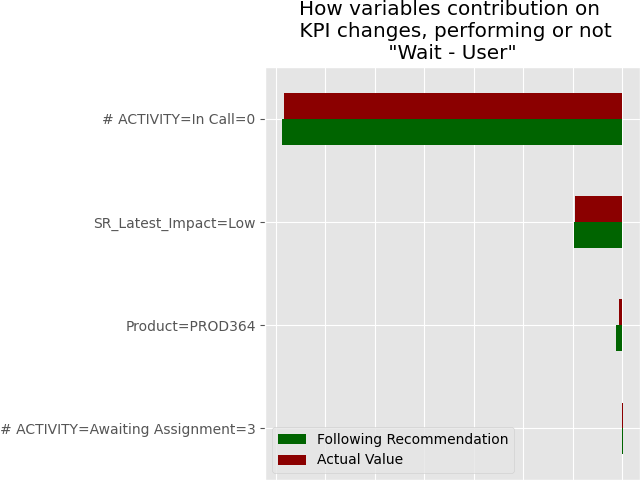 How variables contribution on
KPI changes, performing or not
"Wait - User"
# ACTIVITY=In Call=0
SR_Latest_Impact=Low
Product=PROD364
# ACTIVITY=Awaiting Assignment=3
Following Recommendation
Actual Value